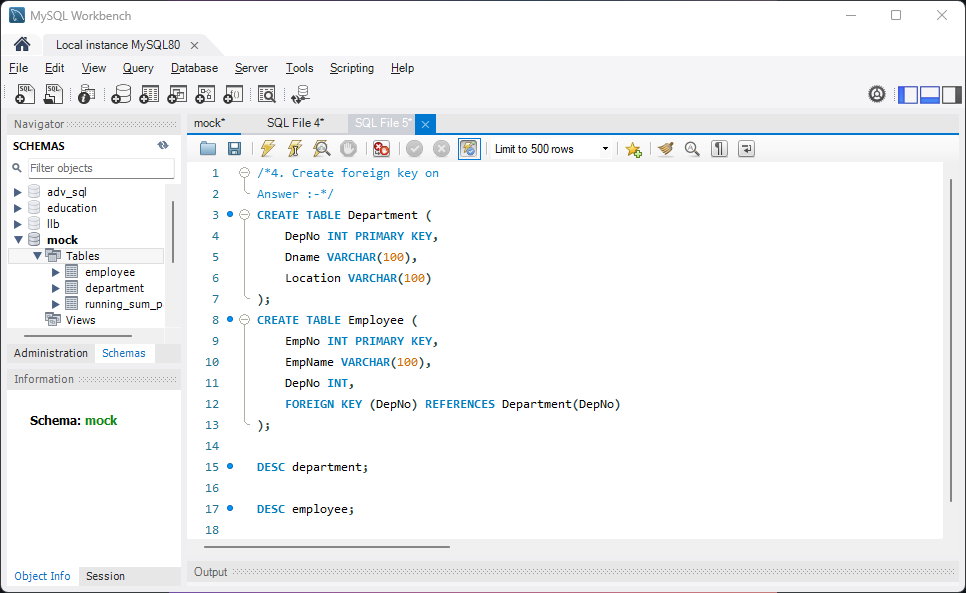 MySQL Workbench
Local instance MySQL80
File Edit View Query Database Server Tools Scripting Help
Navigator
SCHEMAS
Filter objects
adv_sql
education
llb
mock
Tables
employee
department
running_sum_p
Views
Administration Schemas
Information
Schema: mock
Object Info Session
mock* SQL File 4* SQL File 5*
Limit to 500 rows
1 /*4. Create foreign key on
2 Answer :-*/
3 CREATE TABLE Department (
4 DepNo INT PRIMARY KEY,
5 Dname VARCHAR(100),
6 Location VARCHAR(100)
7 );
8 CREATE TABLE Employee (
9 EmpNo INT PRIMARY KEY,
10 EmpName VARCHAR(100),
11 DepNo INT,
12 FOREIGN KEY (DepNo) REFERENCES Department(DepNo)
13 );
14
15 DESC department;
16
17 DESC employee;
18
Output